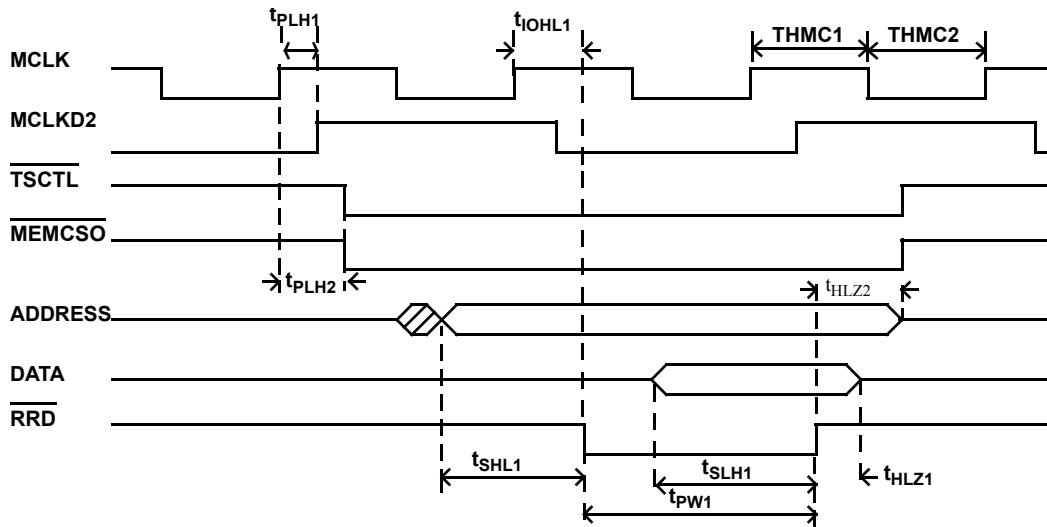 tPLH1
tIOHL1
THMC1
THMC2
MCLK
MCLKD2
TSCTL
MEMCSO
tPLH2
tHLZ2
ADDRESS
DATA
RRD
tSHL1
tSLH1
tHLZ1
tPW1